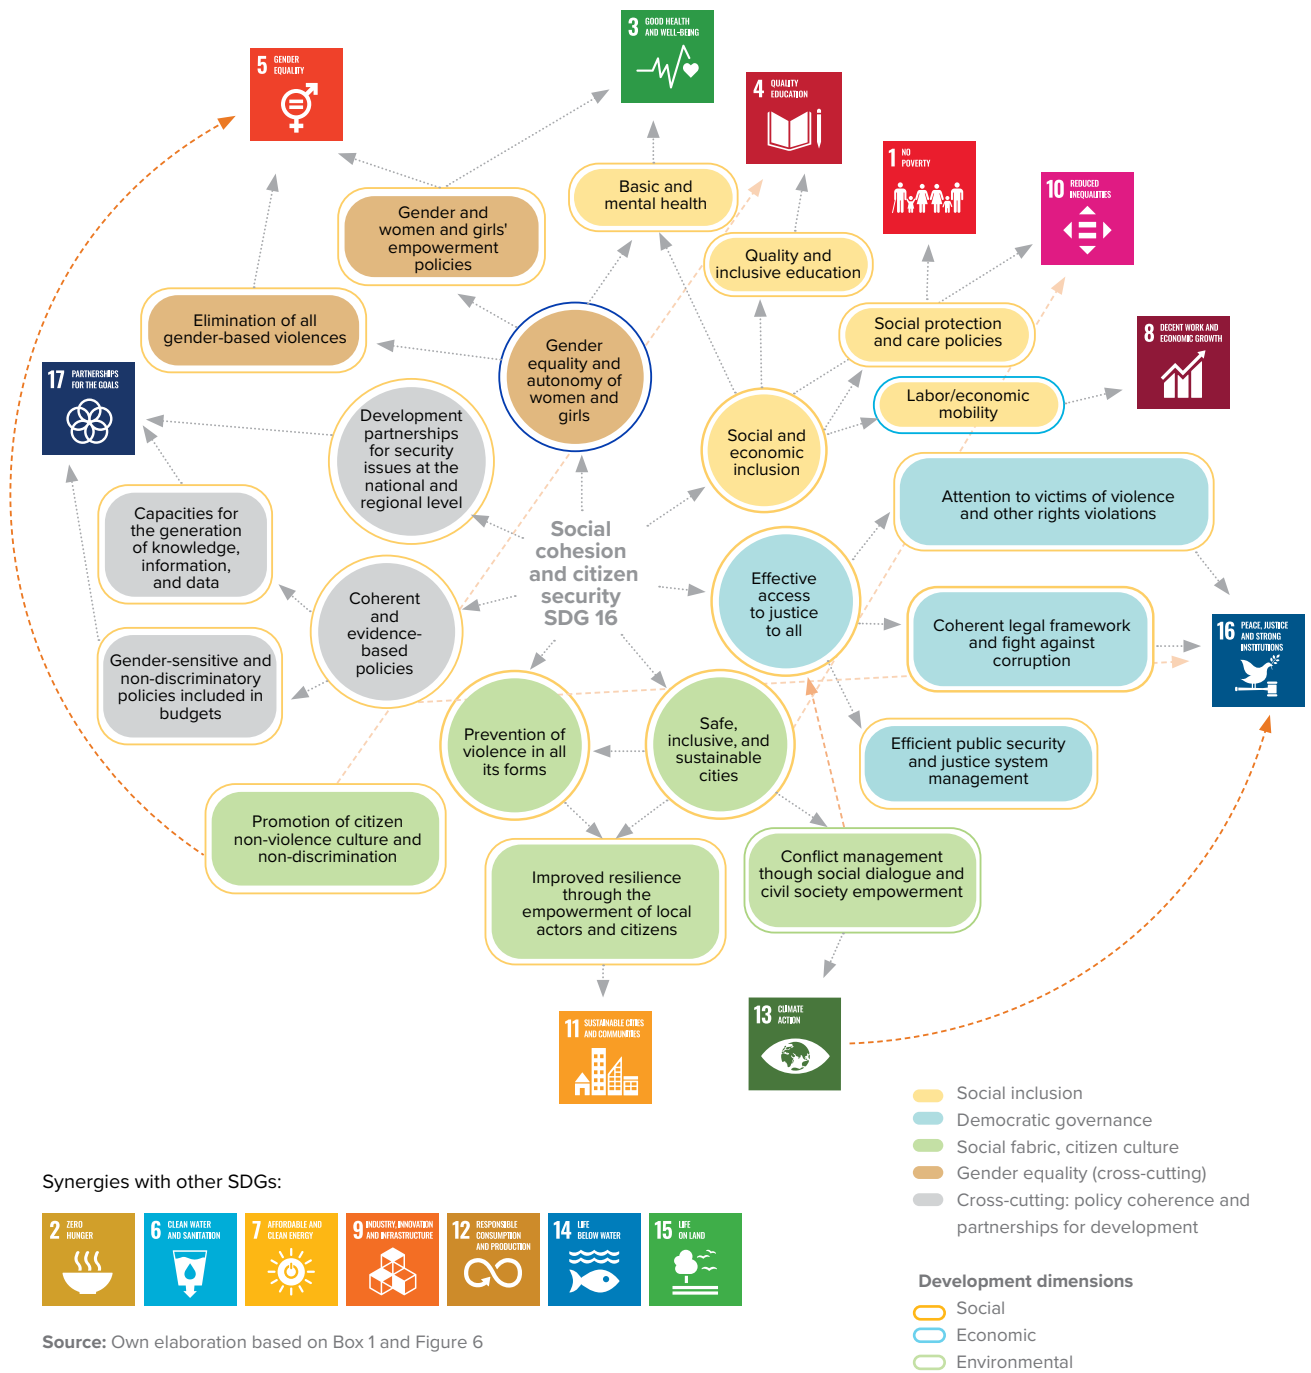 3 GOOD HEALTH
AND WELL-BEING
5 GENDER
EQUALITY
4 QUALITY
EDUCATION
1 NO
POVERTY
10 REDUCED
INEQUALITIES
Basic and
mental health
Gender and
women and girls'
empowerment
policies
Quality and
inclusive education
Elimination of all
gender-based violences
Social protection
and care policies
8 DECENT WORK AND
ECONOMIC GROWTH
Gender
equality and
autonomy of
women and
girls
17 PARTNERSHIPS
FOR THE GOALS
Labor/economic
mobility
Development
partnerships
for security
issues at the
national and
regional level
Social and
economic
inclusion
Attention to victims of violence
and other rights violations
Capacities for
the generation
of knowledge,
information,
and data
Social
cohesion
and citizen
security
SDG 16
Effective
access
to justice
to all
Coherent
and
evidence-
based
policies
Coherent legal framework
and fight against
corruption
16 PEACE, JUSTICE
AND STRONG
INSTITUTIONS
Gender-sensitive and
non-discriminatory
policies included in
budgets
Prevention of
violence in all
its forms
Safe,
inclusive, and
sustainable
cities
Efficient public security
and justice system
management
Promotion of citizen
non-violence culture and
non-discrimination
Improved resilience
through the
empowerment of local
actors and citizens
Conflict management
though social dialogue and
civil society empowerment
11 SUSTAINABLE CITIES
AND COMMUNITIES
13 CLIMATE
ACTION
Social inclusion
Democratic governance
Social fabric, citizen culture
Gender equality (cross-cutting)
Cross-cutting: policy coherence and
partnerships for development
Development dimensions
Social
Economic
Environmental
Synergies with other SDGs:
2 ZERO
HUNGER
6 CLEAN WATER
AND SANITATION
7 AFFORDABLE AND
CLEAN ENERGY
9 INDUSTRY, INNOVATION
AND INFRASTRUCTURE
12 RESPONSIBLE
CONSUMPTION
AND PRODUCTION
14 LIFE
BELOW WATER
15 LIFE
ON LAND
Source: Own elaboration based on Box 1 and Figure 6